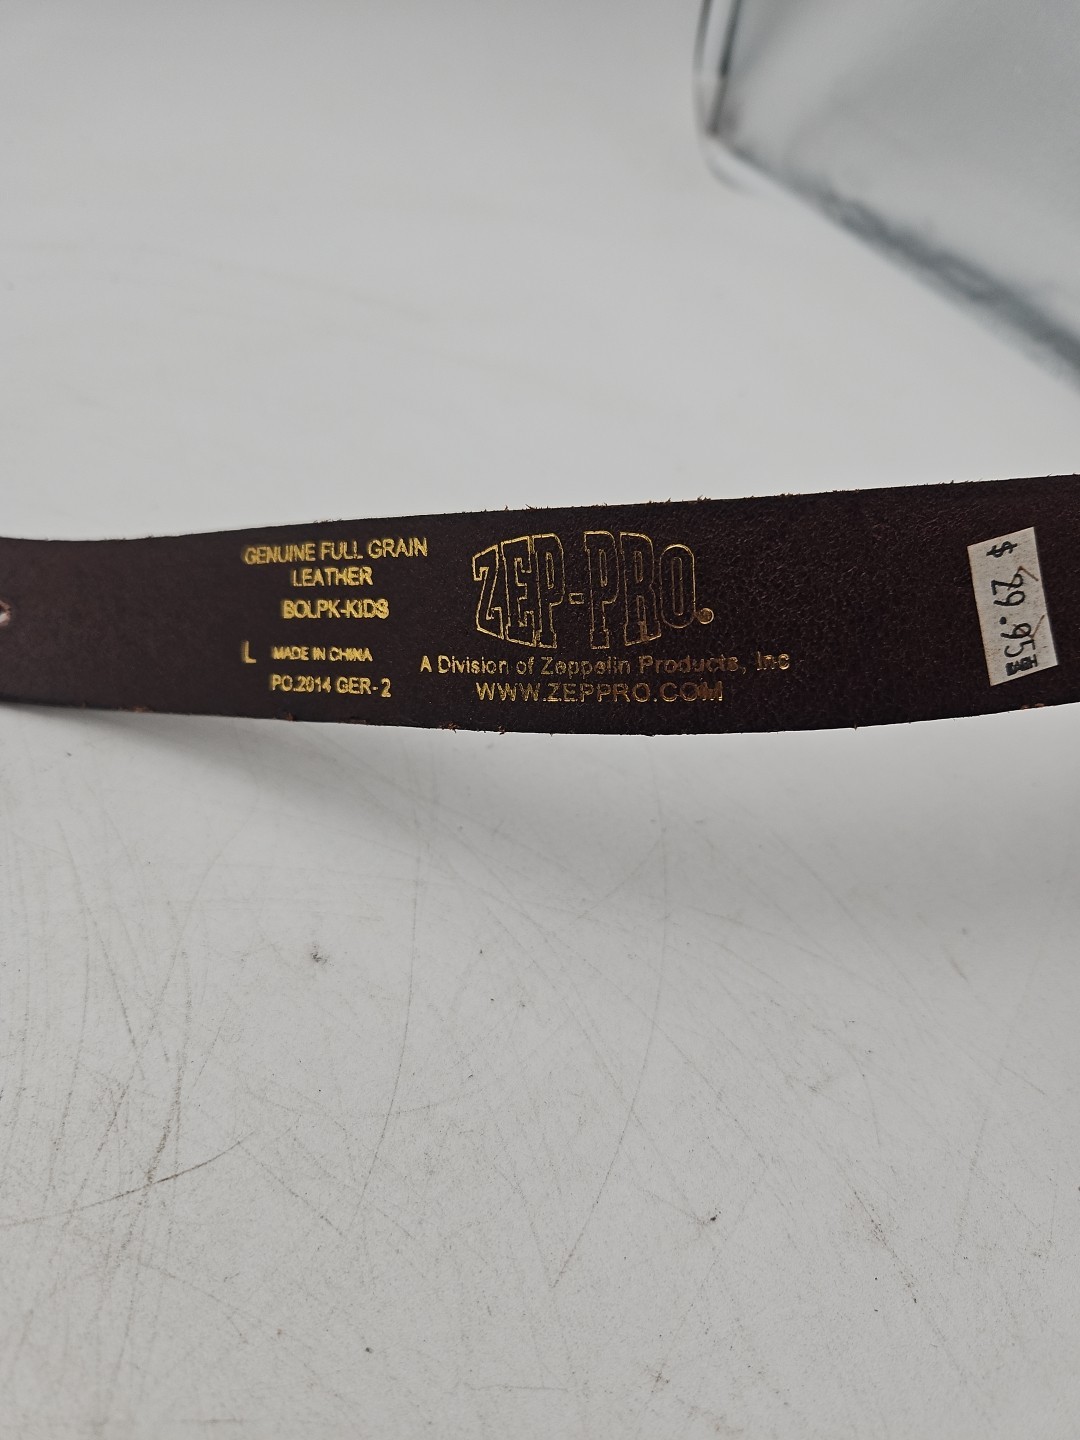 GENUINE FULL GRAIN
LEATHER
BOLPK-KIDS
L MADE IN CHINA
PO.2014 GER-2
ZEP-PRO®
A Division of Zeppelin Products, Inc
WWW.ZEPPRO.COM
$ 29.95